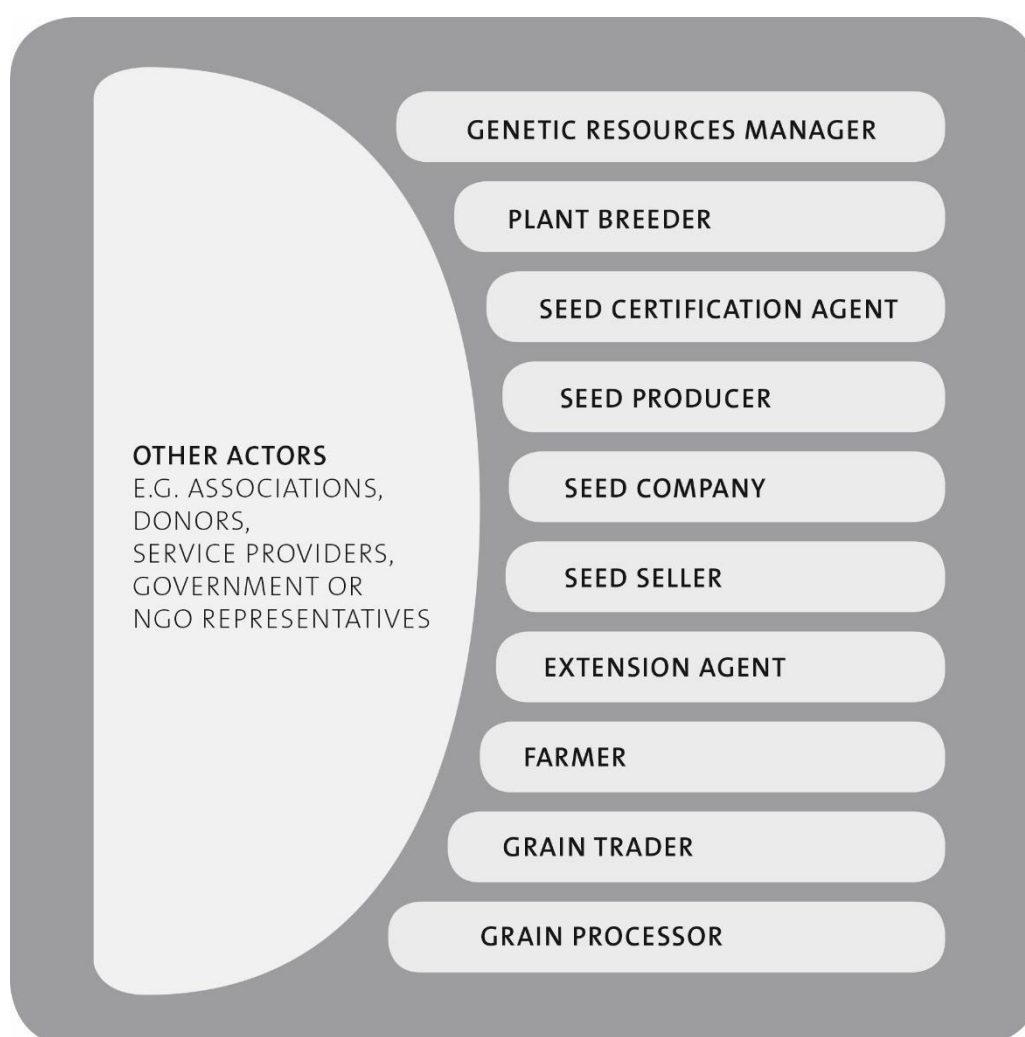 OTHER ACTORS
E.G. ASSOCIATIONS,
DONORS,
SERVICE PROVIDERS,
GOVERNMENT OR
NGO REPRESENTATIVES
GENETIC RESOURCES MANAGER
PLANT BREEDER
SEED CERTIFICATION AGENT
SEED PRODUCER
SEED COMPANY
SEED SELLER
EXTENSION AGENT
FARMER
GRAIN TRADER
GRAIN PROCESSOR